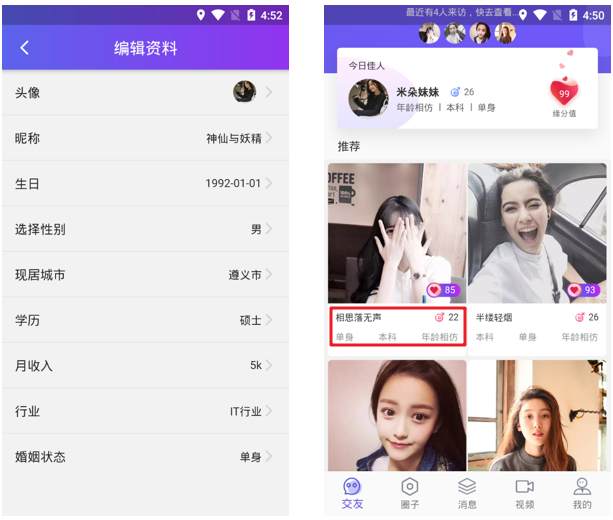 4:52
编辑资料
头像
昵称 神仙与妖精
生日 1992-01-01
选择性别 男
现居城市 遵义市
学历 硕士
月收入 5k
行业 IT行业
婚姻状态 单身
最近有4人来访，快去查看... 4:50
今日佳人
米朵妹妹 26
年龄相仿 | 本科 | 单身
99
缘分值
推荐
OFFEE
85
93
相思落无声 22
单身 本科 年龄相仿
半缕轻烟 26
本科 单身 年龄相仿
交友 圈子 消息 视频 我的